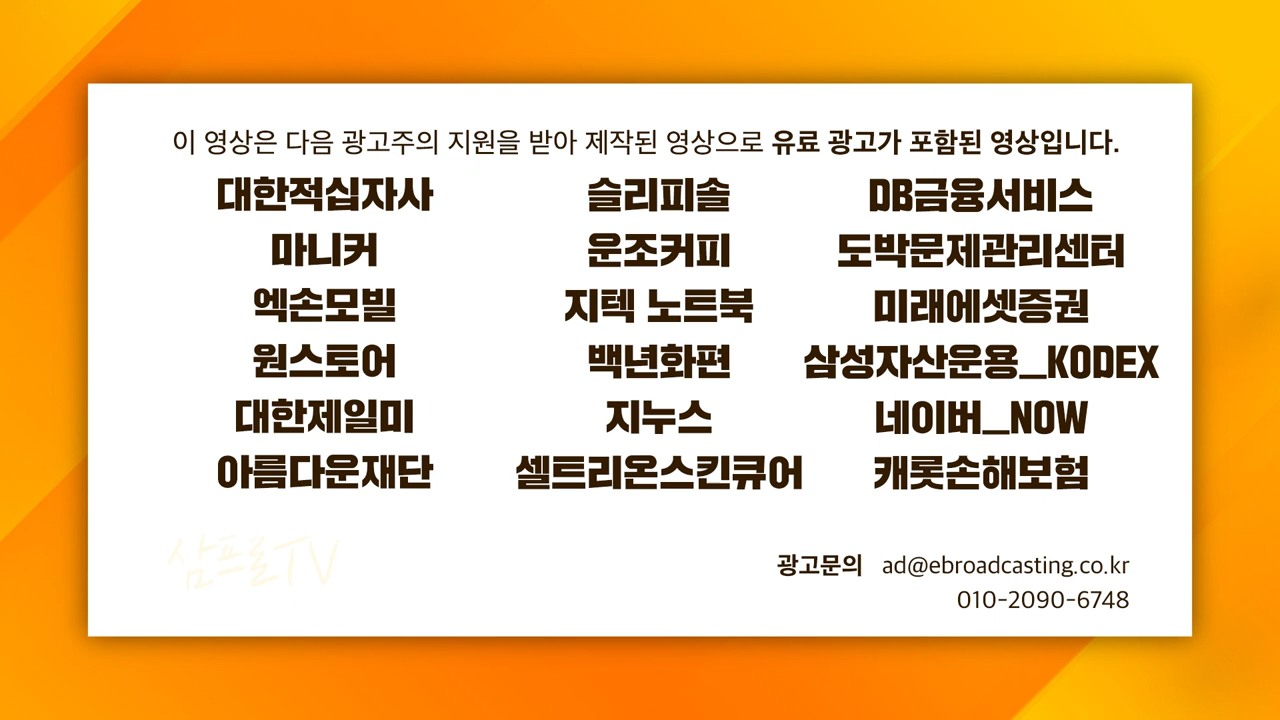 이 영상은 다음 광고주의 지원을 받아 제작된 영상으로 유료 광고가 포함된 영상입니다.
대한적십자사 슬리피솔 DB금융서비스
마니커 운조커피 도박문제관리센터
엑손모빌 지텍 노트북 미래에셋증권
원스토어 백년화편 삼성자산운용_KODEX
대한제일미 지누스 네이버_NOW
아름다운재단 셀트리온스킨큐어 캐롯손해보험
삼프로TV
광고문의 ad@ebroadcasting.co.kr
010-2090-6748